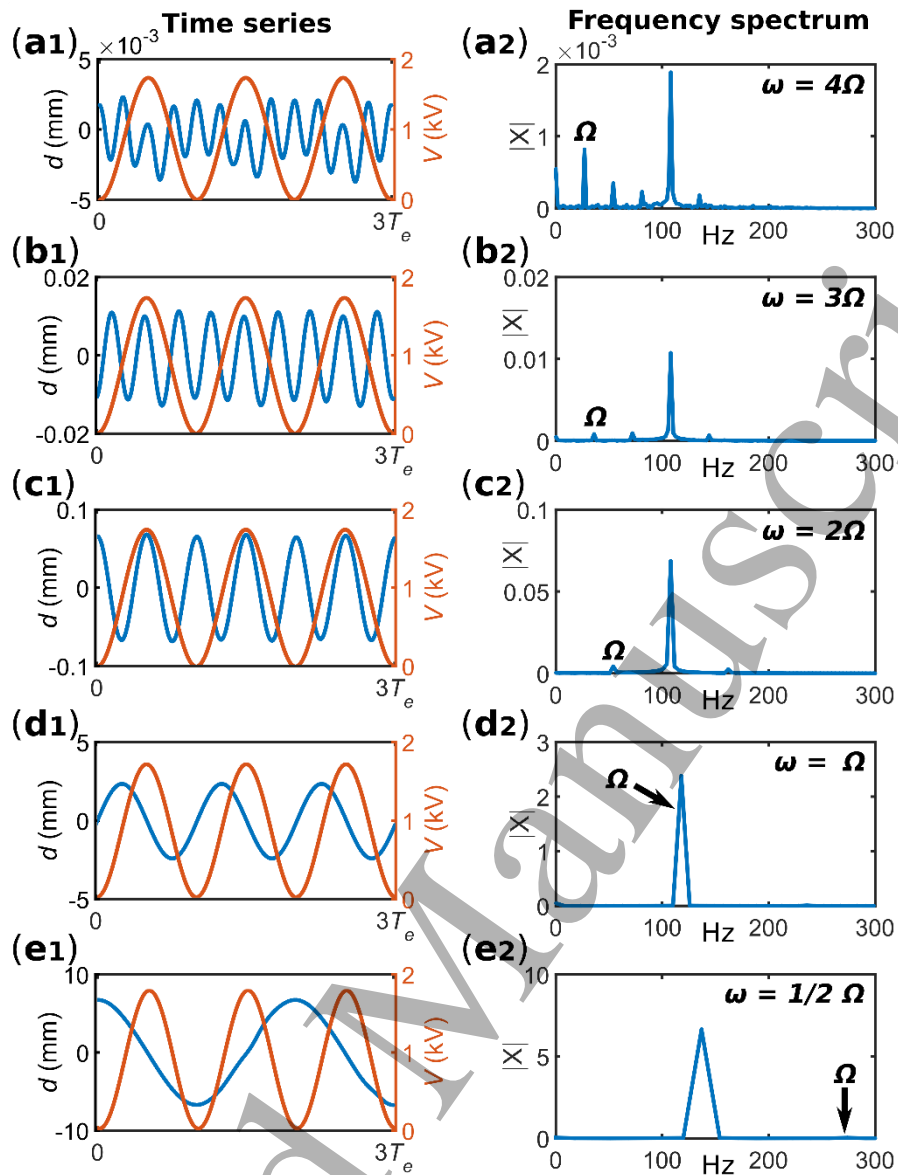 Time series
Frequency spectrum
(a1)
×10⁻³
5
0
-5
d (mm)
2
1
0
V (kV)
0
3Tₑ
(a2)
×10⁻³
2
1
0
|X|
Ω
ω = 4Ω
0
100
Hz
200
300
(b1)
0.02
0
-0.02
d (mm)
2
1
0
V (kV)
0
3Tₑ
(b2)
0.02
0.01
0
|X|
Ω
ω = 3Ω
0
100
Hz
200
300
(c1)
0.1
0
-0.1
d (mm)
2
1
0
V (kV)
0
3Tₑ
(c2)
0.1
0.05
0
|X|
Ω
ω = 2Ω
0
100
Hz
200
300
(d1)
5
0
-5
d (mm)
2
1
0
V (kV)
0
3Tₑ
(d2)
3
2
1
0
|X|
Ω
ω = Ω
0
100
Hz
200
300
(e1)
10
0
-10
d (mm)
2
1
0
V (kV)
0
3Tₑ
(e2)
10
5
0
|X|
Ω
ω = 1/2 Ω
0
100
Hz
200
300
d Manuscri